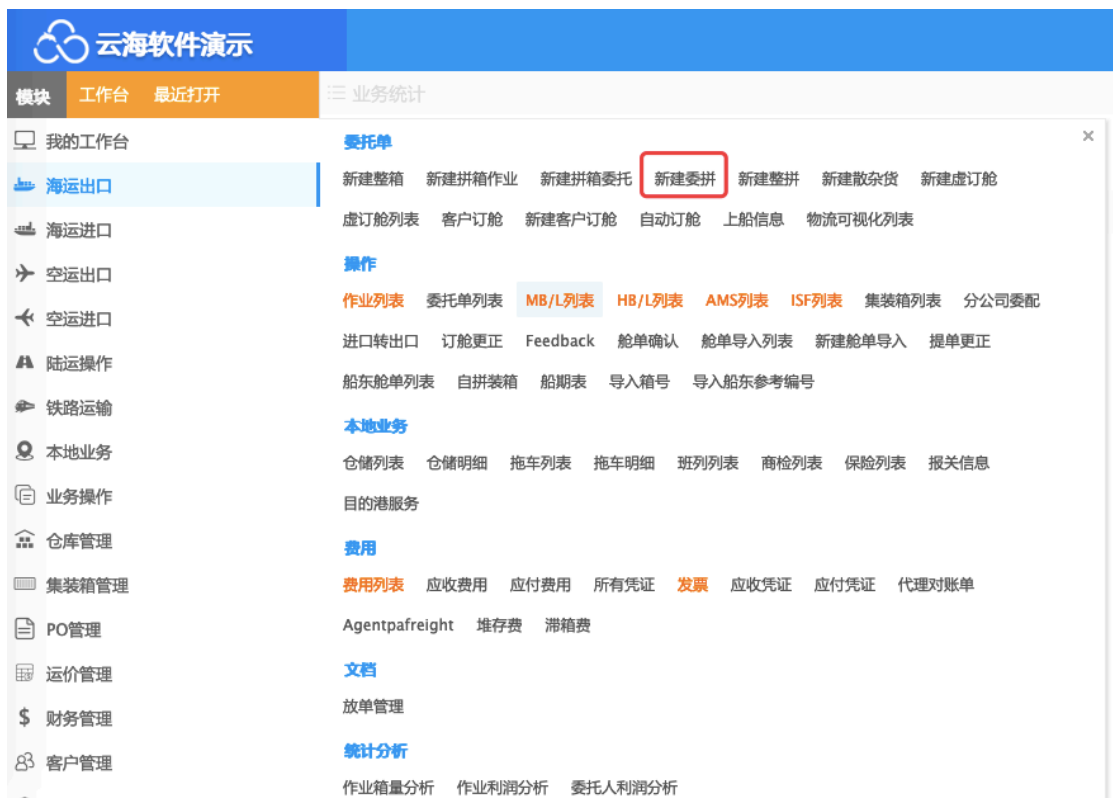 云海软件演示
模块 工作台 最近打开 业务统计
我的工作台
海运出口
海运进口
空运出口
空运进口
陆运操作
铁路运输
本地业务
业务操作
仓库管理
集装箱管理
PO管理
运价管理
财务管理
客户管理
委托单
新建整箱 新建拼箱作业 新建拼箱委托 新建委拼 新建整拼 新建散杂货 新建虚订舱
虚订舱列表 客户订舱 新建客户订舱 自动订舱 上船信息 物流可视化列表
操作
作业列表 委托单列表 MB/L列表 HB/L列表 AMS列表 ISF列表 集装箱列表 分公司委配
进口转出口 订舱更正 Feedback 舱单确认 舱单导入列表 新建舱单导入 提单更正
船东舱单列表 自拼装箱 船期表 导入箱号 导入船东参考编号
本地业务
仓储列表 仓储明细 拖车列表 拖车明细 班列列表 商检列表 保险列表 报关信息
目的港服务
费用
费用列表 应收费用 应付费用 所有凭证 发票 应收凭证 应付凭证 代理对账单
Agentpafreight 堆存费 滞箱费
文档
放单管理
统计分析
作业箱量分析 作业利润分析 委托人利润分析